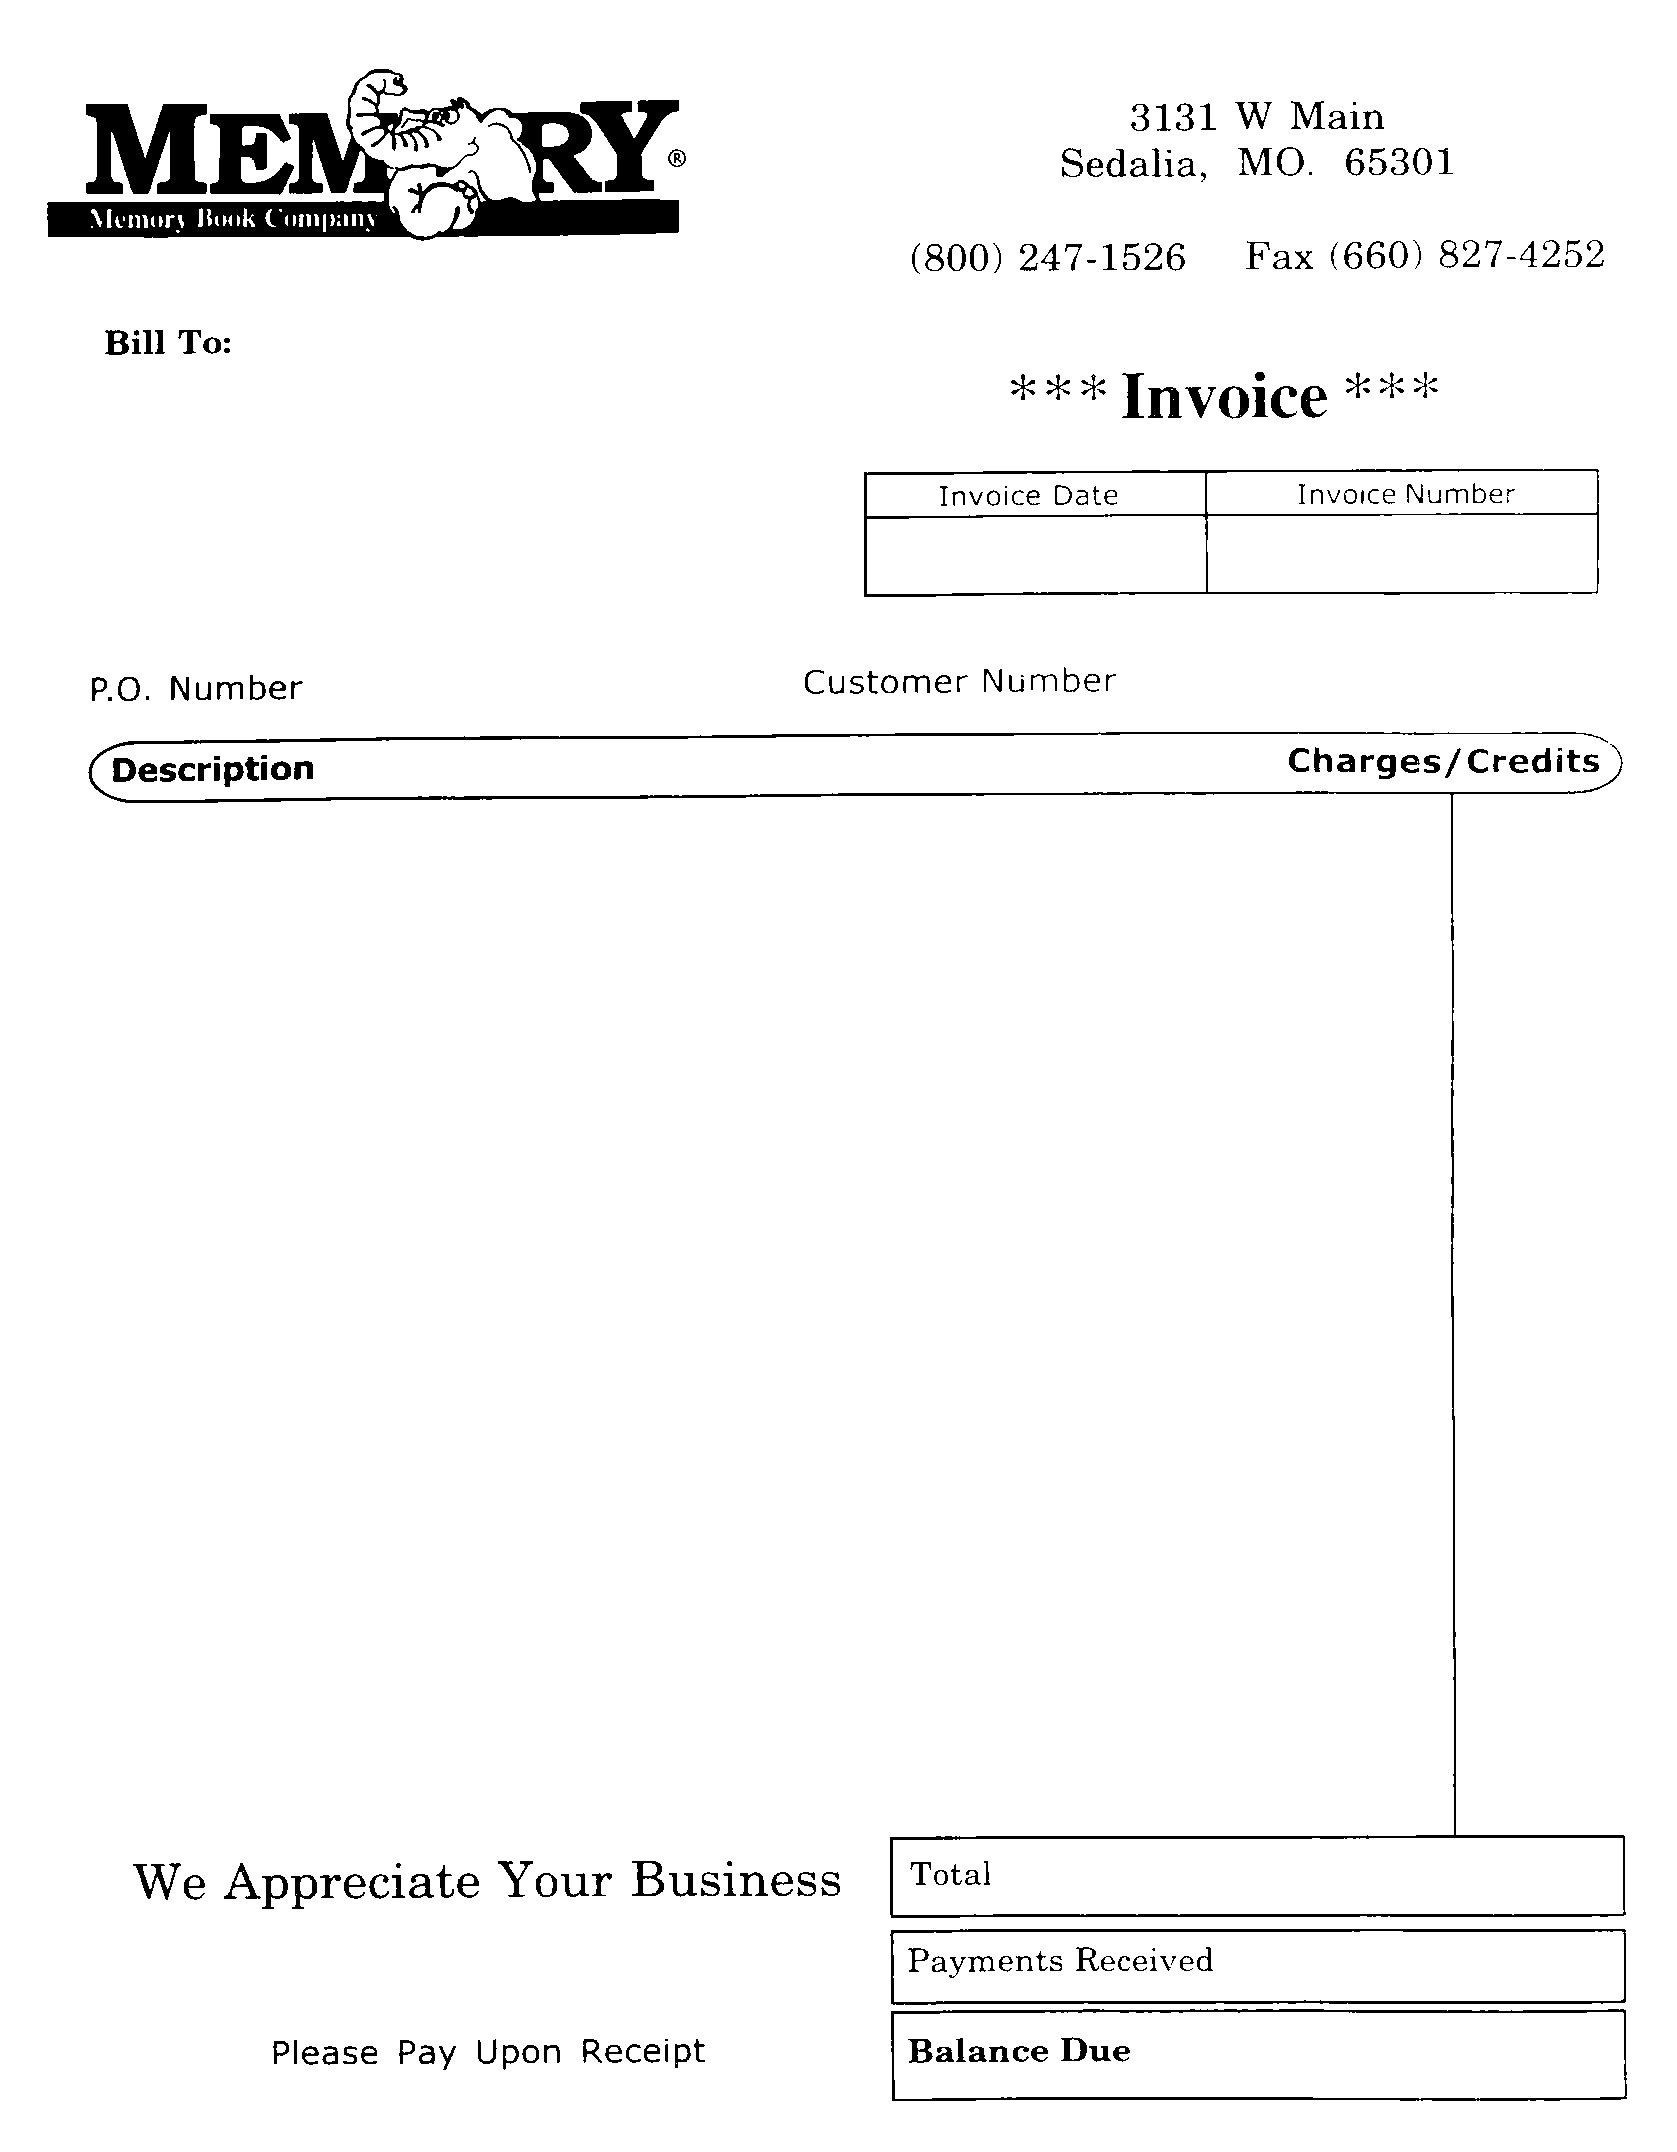 MEMORY®
Memory Book Company
3131 W Main
Sedalia, MO. 65301
(800) 247-1526 Fax (660) 827-4252
Bill To:
*** Invoice ***
Invoice Date Invoice Number
P.O. Number Customer Number
Description Charges/Credits
We Appreciate Your Business
Total
Payments Received
Please Pay Upon Receipt
Balance Due